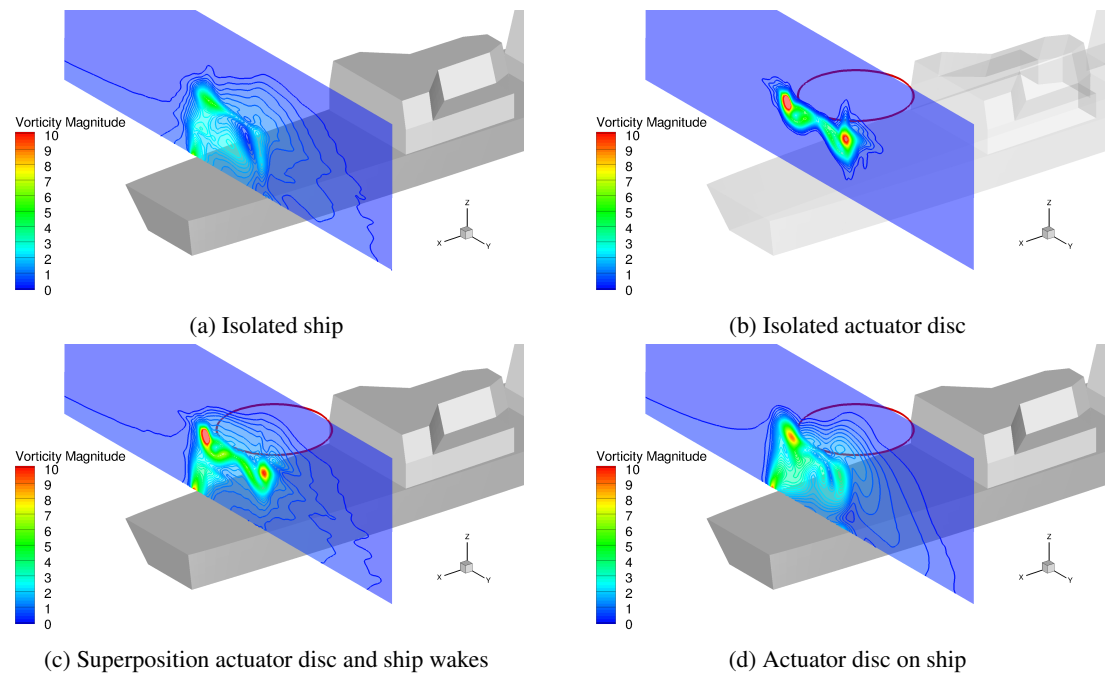 Vorticity Magnitude
10
9
8
7
6
5
4
3
2
1
0
Z
X
Y
(a) Isolated ship
Vorticity Magnitude
10
9
8
7
6
5
4
3
2
1
0
Z
X
Y
(b) Isolated actuator disc
Vorticity Magnitude
10
9
8
7
6
5
4
3
2
1
0
Z
X
Y
(c) Superposition actuator disc and ship wakes
Vorticity Magnitude
10
9
8
7
6
5
4
3
2
1
0
Z
X
Y
(d) Actuator disc on ship